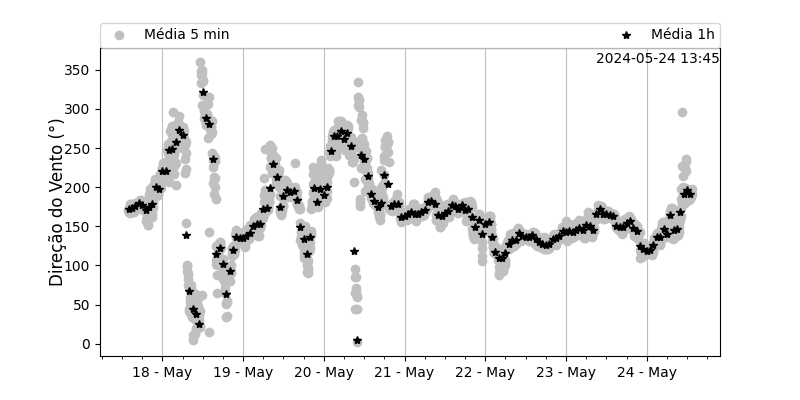 Média 5 min
Média 1h
2024-05-24 13:45
Direção do Vento (°)
350
300
250
200
150
100
50
0
18 - May
19 - May
20 - May
21 - May
22 - May
23 - May
24 - May